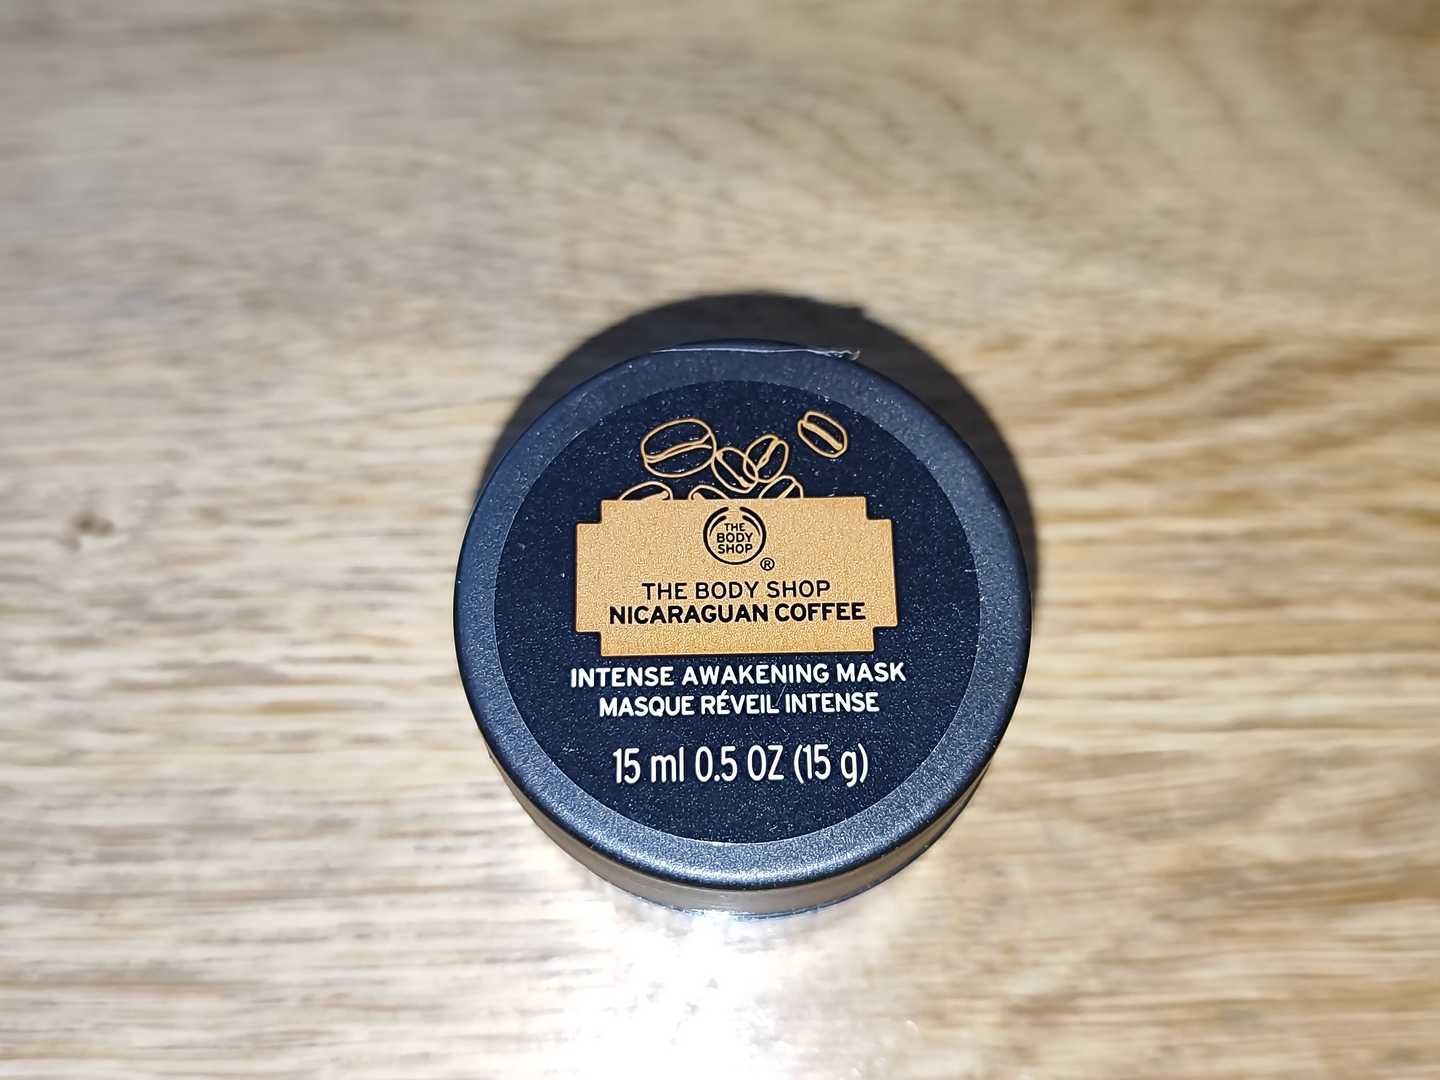 THE
BODY
SHOP
®
THE BODY SHOP
NICARAGUAN COFFEE
INTENSE AWAKENING MASK
MASQUE RÉVEIL INTENSE
15 ml 0.5 OZ (15 g)